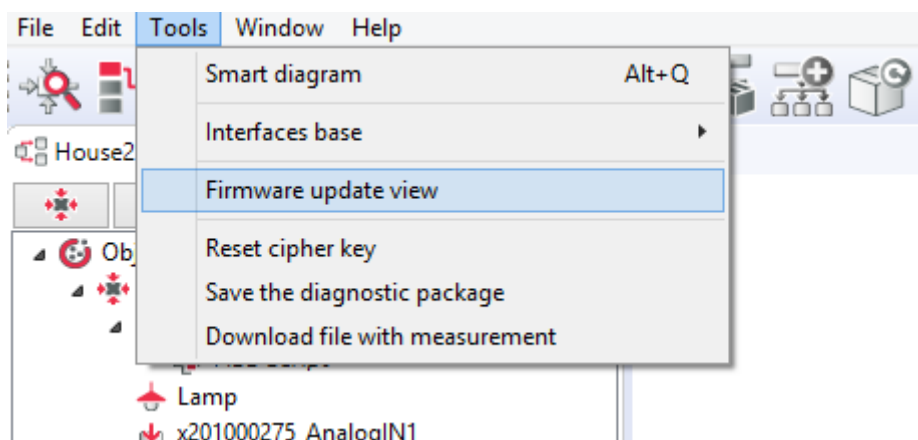 File Edit Tools Window Help
Smart diagram Alt+Q
Interfaces base
House2
Firmware update view
Obj
Reset cipher key
Save the diagnostic package
Download file with measurement
Lamp
x201000275_AnalogIN1